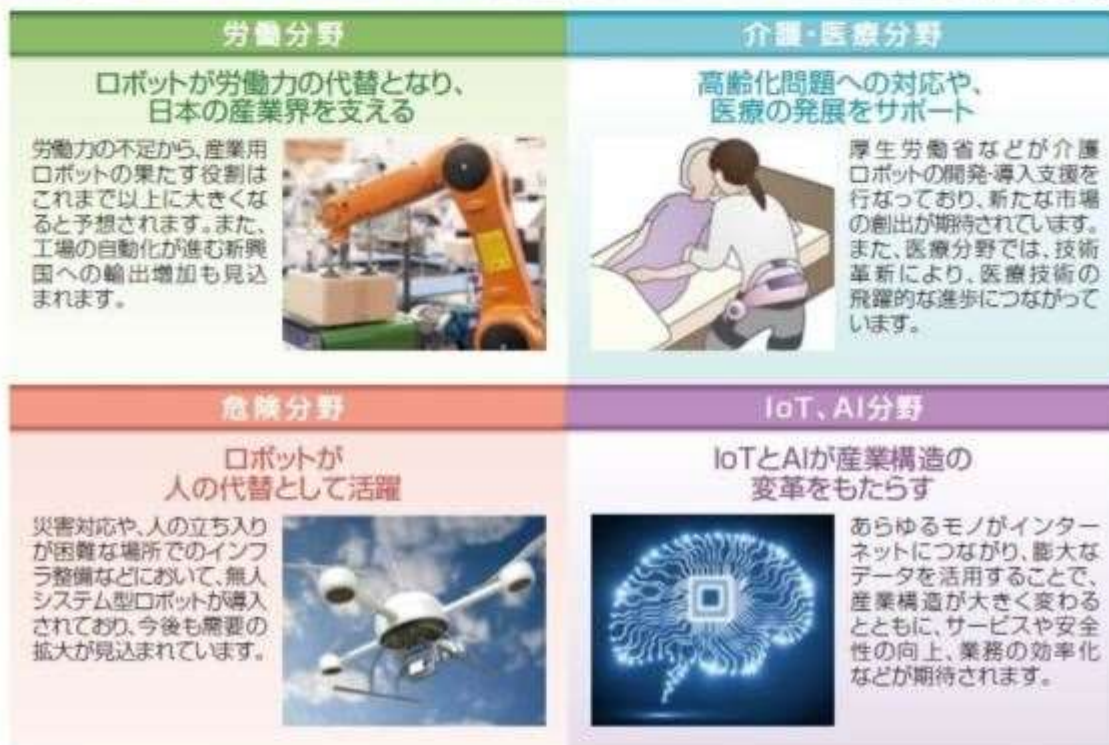 労働分野
ロボットが労働力の代替となり、
日本の産業界を支える
労働力の不足から、産業用
ロボットの果たす役割は
これまで以上に大きくな
ると予想されます。また、
工場の自動化が進む新興
国への輸出増加も見込
まれます。
介護・医療分野
高齢化問題への対応や、
医療の発展をサポート
厚生労働省などが介護
ロボットの開発・導入支援を
行なっており、新たな市場
の創出が期待されています。
また、医療分野では、技術
革新により、医療技術の
飛躍的な進歩につながって
います。
危険分野
ロボットが
人の代替として活躍
災害対応や、人の立ち入り
が困難な場所でのインフ
ラ整備などにおいて、無人
システム型ロボットが導入
されており、今後も需要の
拡大が見込まれています。
IoT、AI分野
IoTとAIが産業構造の
変革をもたらす
あらゆるモノがインター
ネットにつながり、膨大な
データを活用することで、
産業構造が大きく変わる
とともに、サービスや安全
性の向上、業務の効率化
などが期待されます。